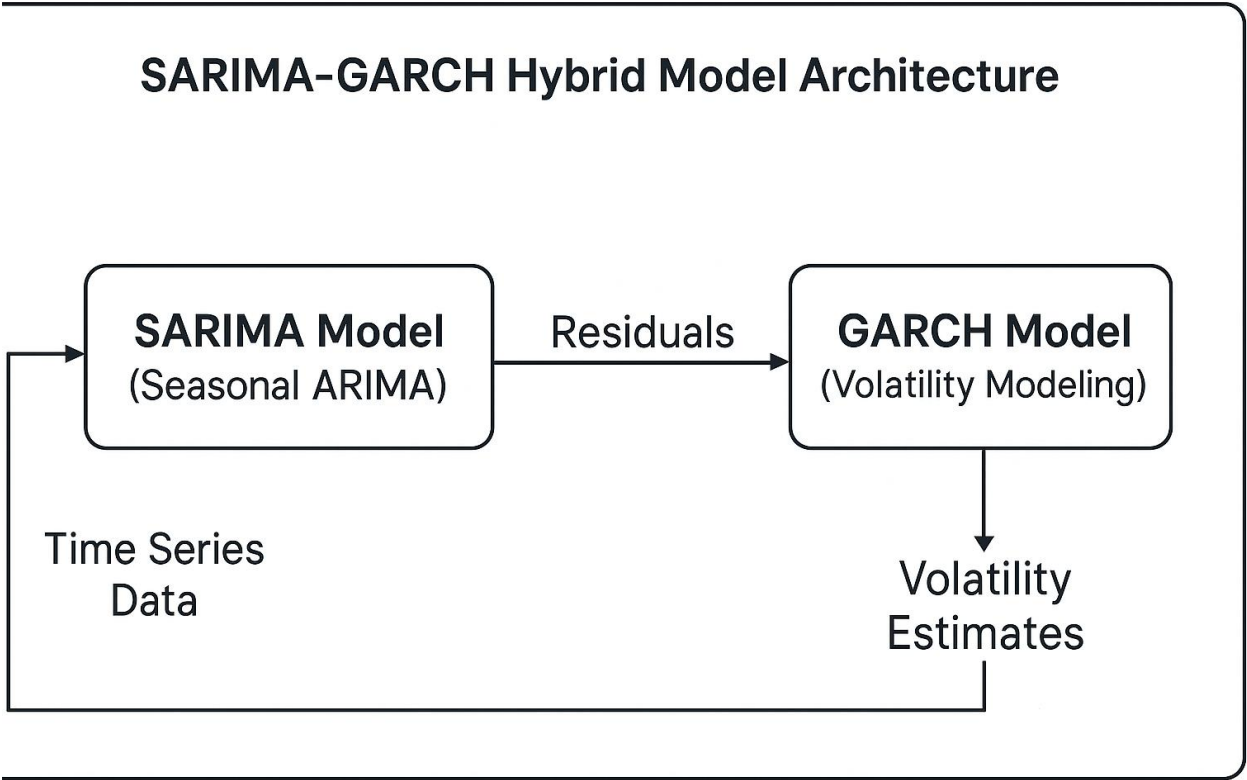 SARIMA-GARCH Hybrid Model Architecture
SARIMA Model
(Seasonal ARIMA)
Residuals
GARCH Model
(Volatility Modeling)
Time Series
Data
Volatility
Estimates